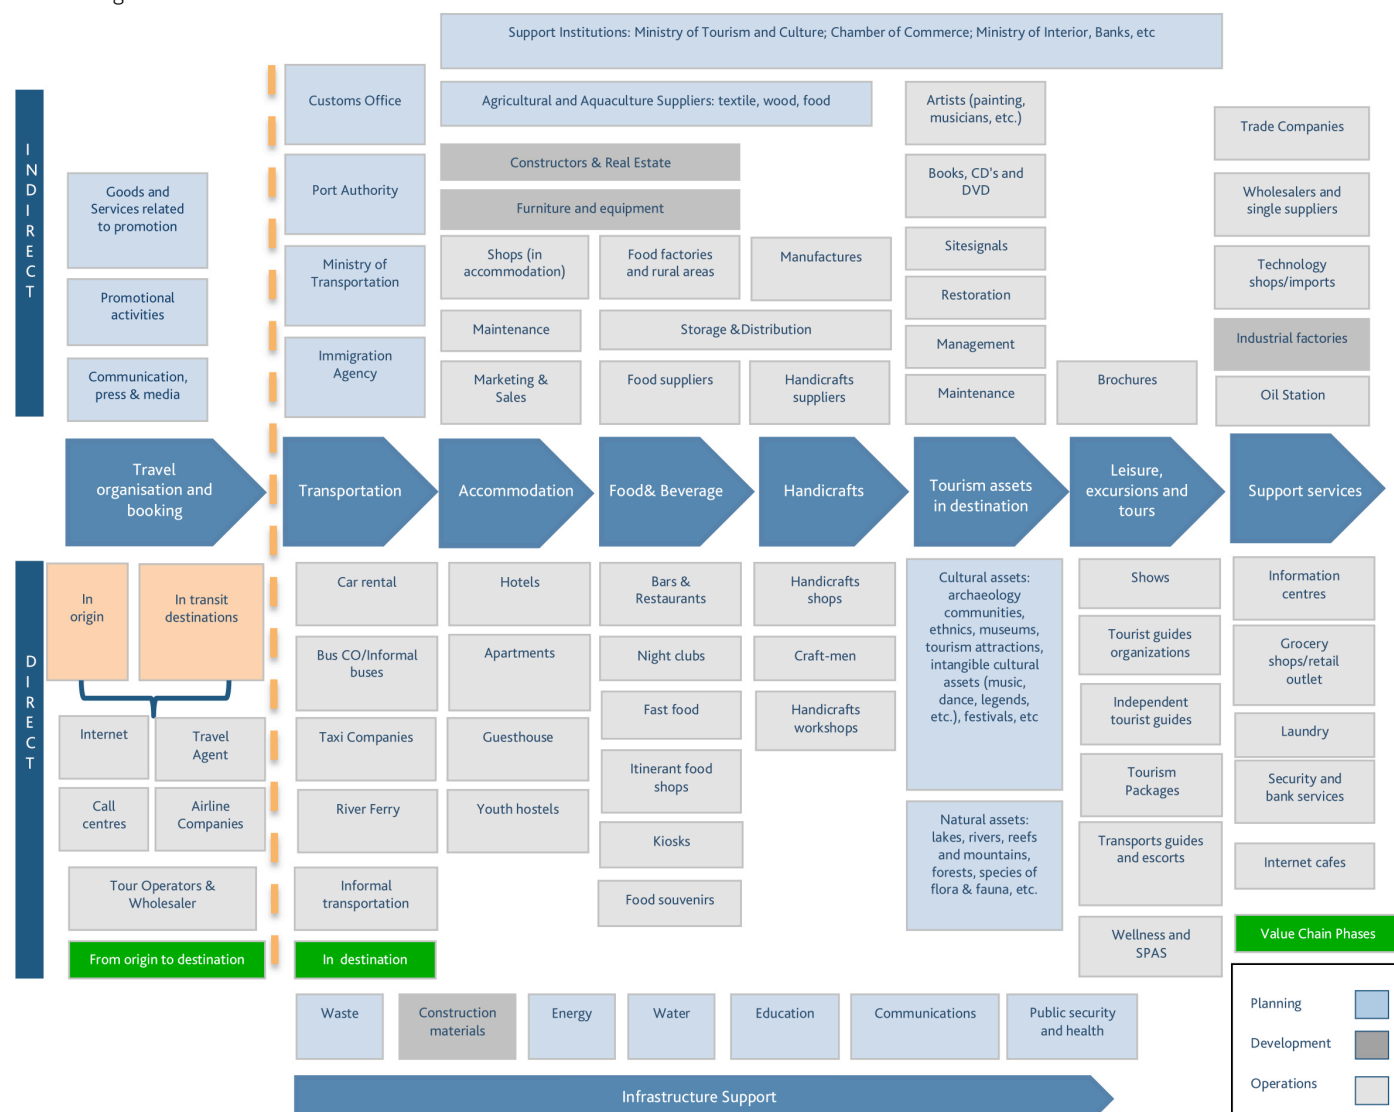 Support Institutions: Ministry of Tourism and Culture; Chamber of Commerce; Ministry of Interior, Banks, etc
INDIRECT
Goods and
Services related
to promotion
Promotional
activities
Communication,
press & media
Customs Office
Port Authority
Ministry of
Transportation
Immigration
Agency
Agricultural and Aquaculture Suppliers: textile, wood, food
Constructors & Real Estate
Furniture and equipment
Shops (in
accommodation)
Maintenance
Marketing &
Sales
Food factories
and rural areas
Manufactures
Storage &Distribution
Food suppliers
Handicrafts
suppliers
Artists (painting,
musicians, etc.)
Books, CD's and
DVD
Sitesignals
Restoration
Management
Maintenance
Brochures
Trade Companies
Wholesalers and
single suppliers
Technology
shops/imports
Industrial factories
Oil Station
Travel
organisation and
booking
Transportation
Accommodation
Food& Beverage
Handicrafts
Tourism assets
in destination
Leisure,
excursions and
tours
Support services
DIRECT
In
origin
In transit
destinations
Internet
Travel
Agent
Call
centres
Airline
Companies
Tour Operators &
Wholesaler
From origin to destination
Car rental
Bus CO/Informal
buses
Taxi Companies
River Ferry
Informal
transportation
In destination
Hotels
Apartments
Guesthouse
Youth hostels
Bars &
Restaurants
Night clubs
Fast food
Itinerant food
shops
Kiosks
Food souvenirs
Handicrafts
shops
Craft-men
Handicrafts
workshops
Cultural assets:
archaeology
communities,
ethnics, museums,
tourism attractions,
intangible cultural
assets (music,
dance, legends,
etc.), festivals, etc
Natural assets:
lakes, rivers, reefs
and mountains,
forests, species of
flora & fauna, etc.
Shows
Tourist guides
organizations
Independent
tourist guides
Tourism
Packages
Transports guides
and escorts
Wellness and
SPAS
Information
centres
Grocery
shops/retail
outlet
Laundry
Security and
bank services
Internet cafes
Value Chain Phases
Planning
Development
Operations
Waste
Construction
materials
Energy
Water
Education
Communications
Public security
and health
Infrastructure Support